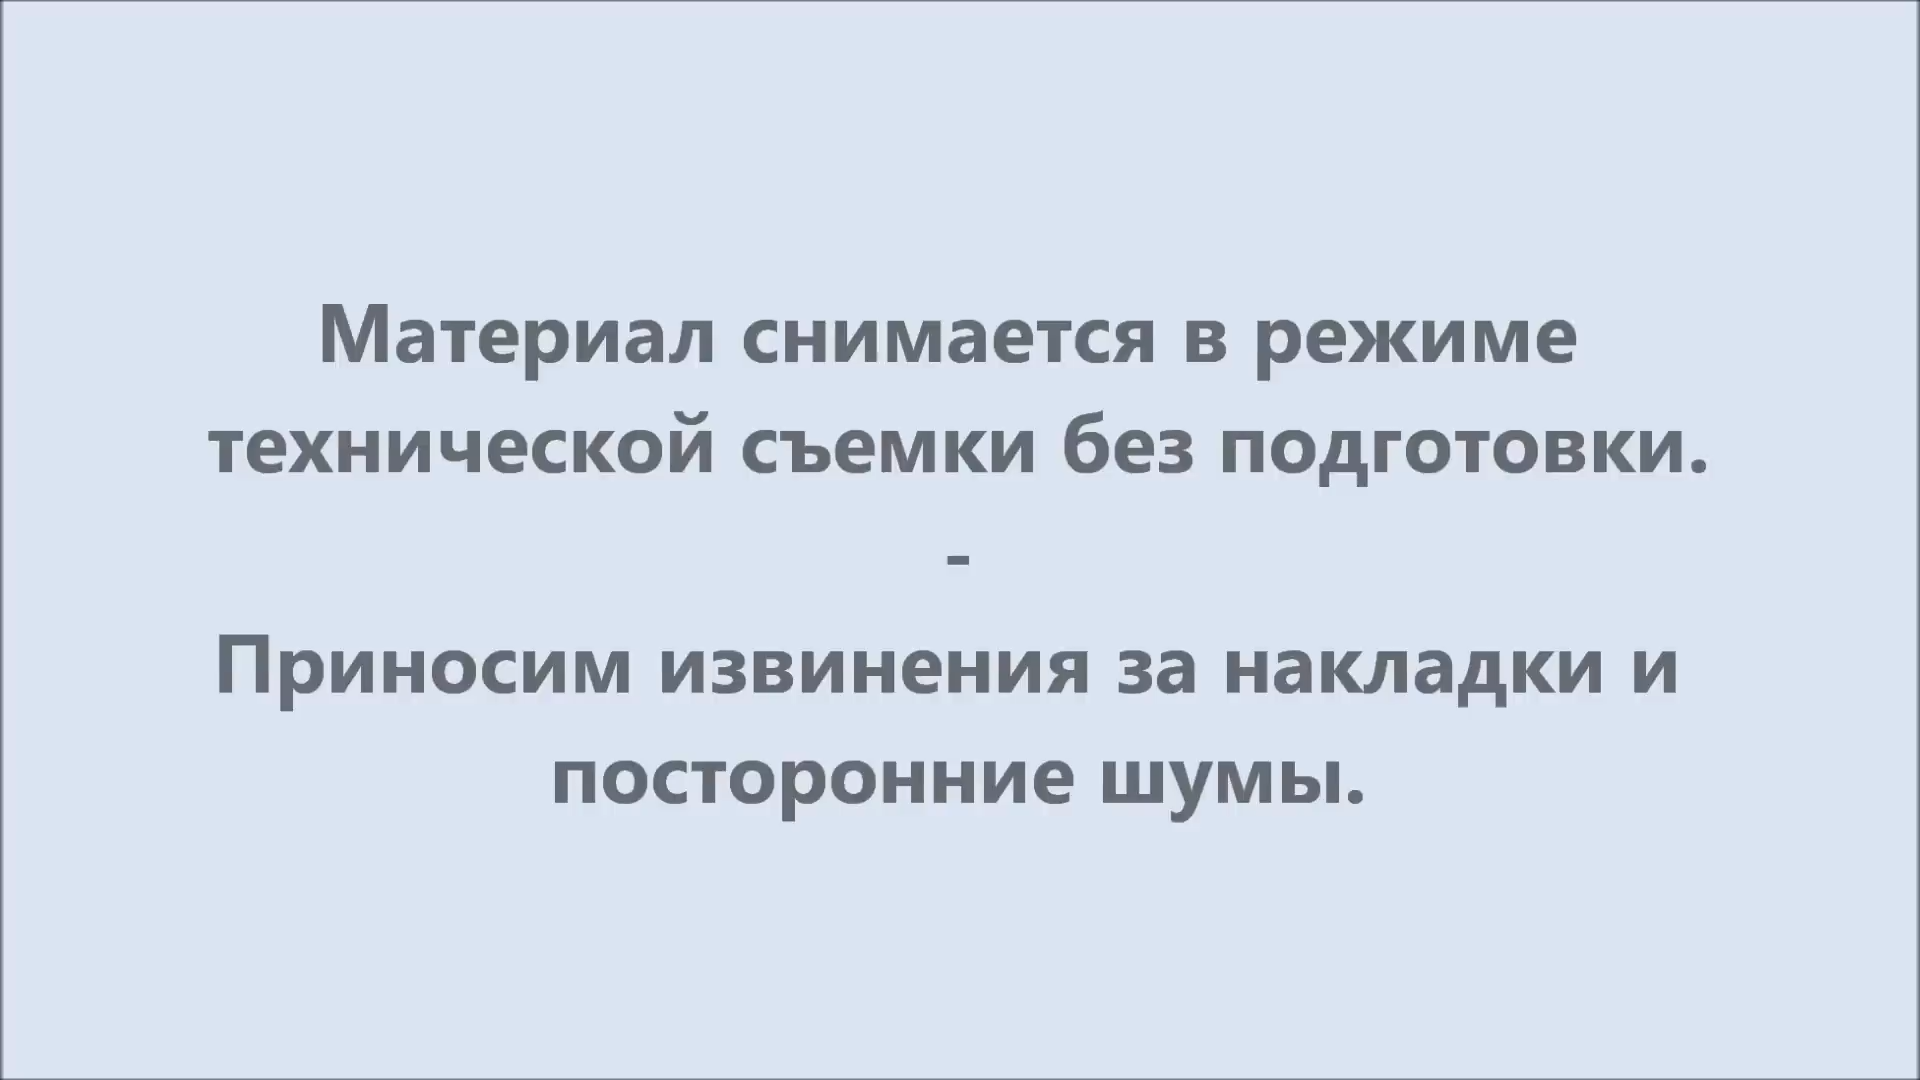 Материал снимается в режиме
технической съемки без подготовки.
-
Приносим извинения за накладки и
посторонние шумы.